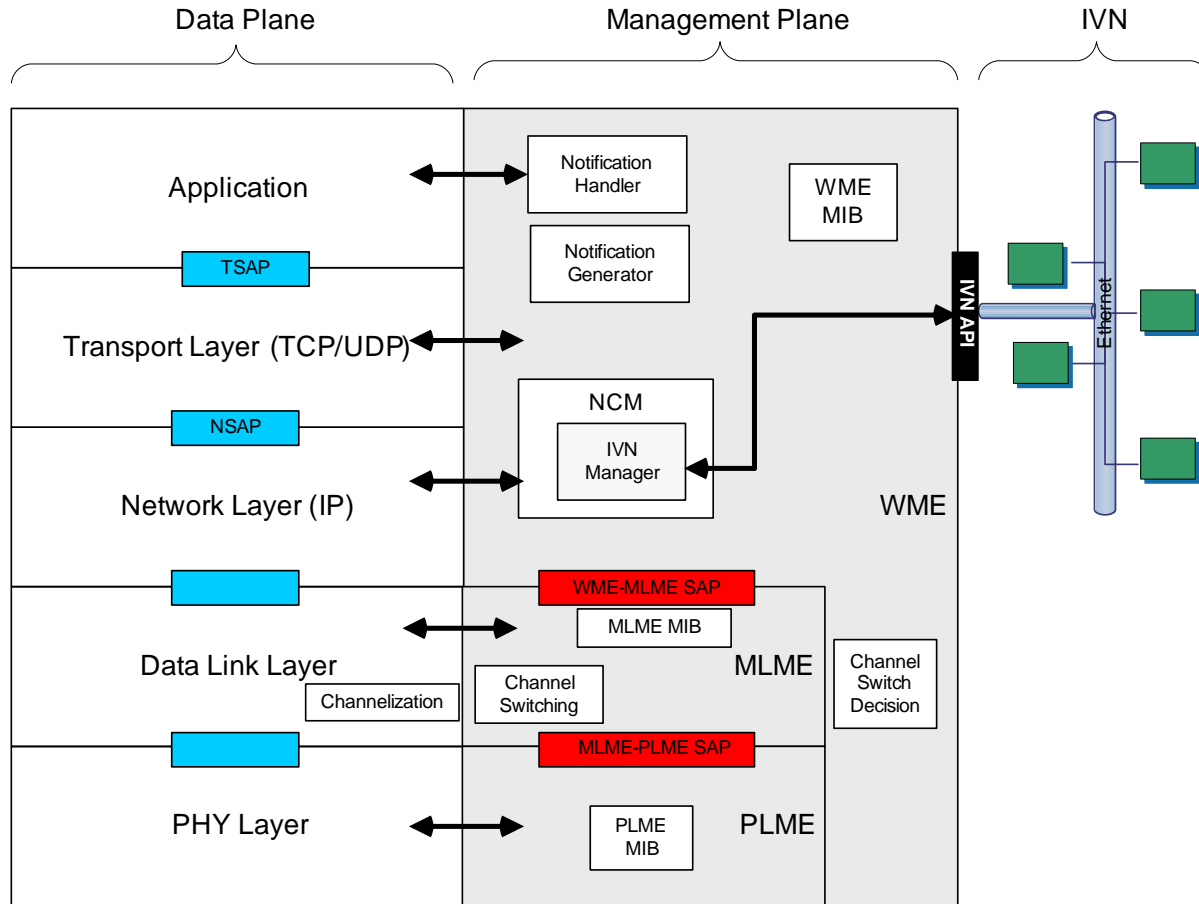 Data Plane
Management Plane
IVN
Application
Notification
Handler
WME
MIB
TSAP
Notification
Generator
IVN API
Ethernet
Transport Layer (TCP/UDP)
NCM
NSAP
IVN
Manager
Network Layer (IP)
WME
WME-MLME SAP
MLME MIB
Data Link Layer
MLME
Channelization
Channel
Switching
Channel
Switch
Decision
MLME-PLME SAP
PHY Layer
PLME
MIB
PLME